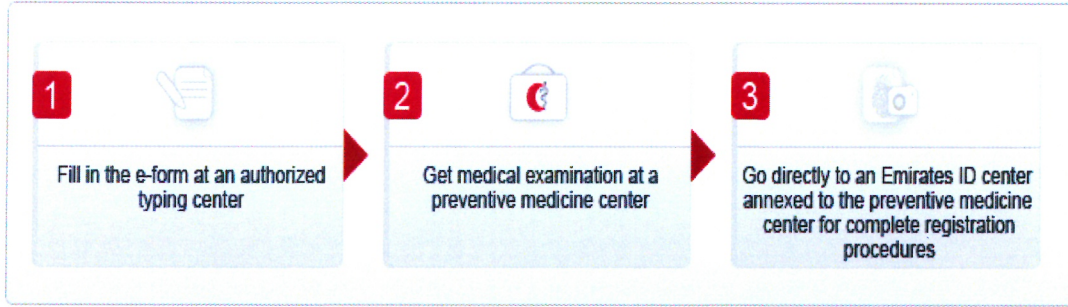 1
Fill in the e-form at an authorized
typing center
2
Get medical examination at a
preventive medicine center
3
Go directly to an Emirates ID center
annexed to the preventive medicine
center for complete registration
procedures